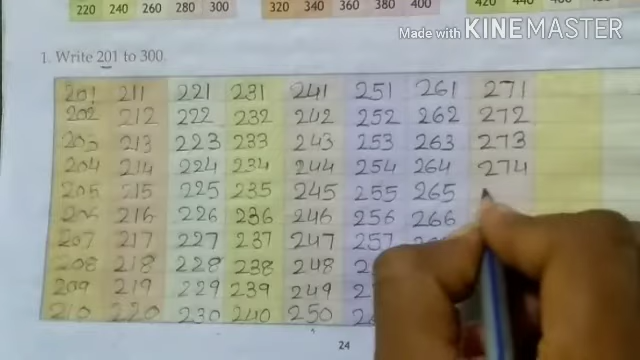 220 240 260 280 300 320 340 360 380 400 420 440
Made with KINEMASTER
1. Write 201 to 300
201 211 221 231 241 251 261 271
202 212 222 232 242 252 262 272
203 213 223 233 243 253 263 273
204 214 224 234 244 254 264 274
205 215 225 235 245 255 265
206 216 226 236 246 256 266
207 217 227 237 247 257
208 218 228 238 248
209 219 229 239 249
210 220 230 240 250
24